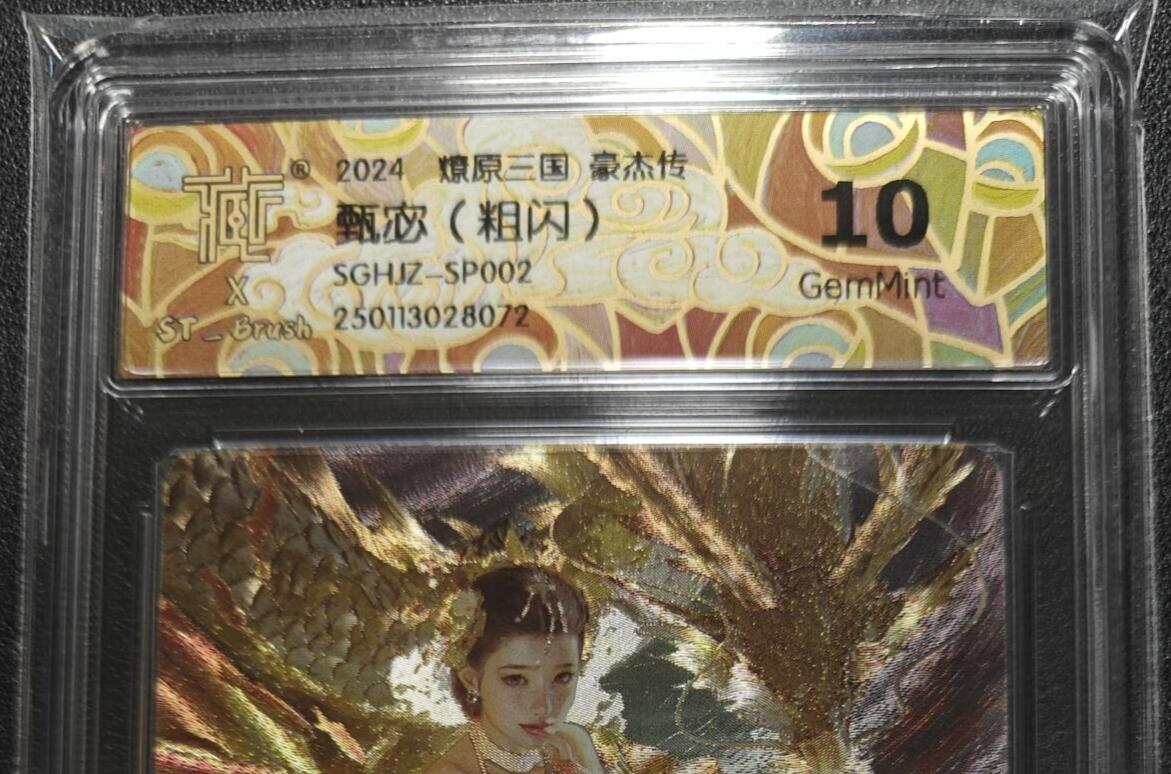 藏®
X
ST_Brush
2024 燎原三国 豪杰传
甄宓（粗闪）
SGHJZ-SP002
250113028072
10
GemMint